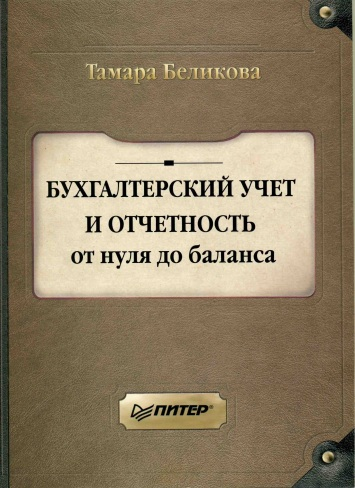 Тамара Беликова
БУХГАЛТЕРСКИЙ УЧЕТ
И ОТЧЕТНОСТЬ
от нуля до баланса
ПИТЕР®